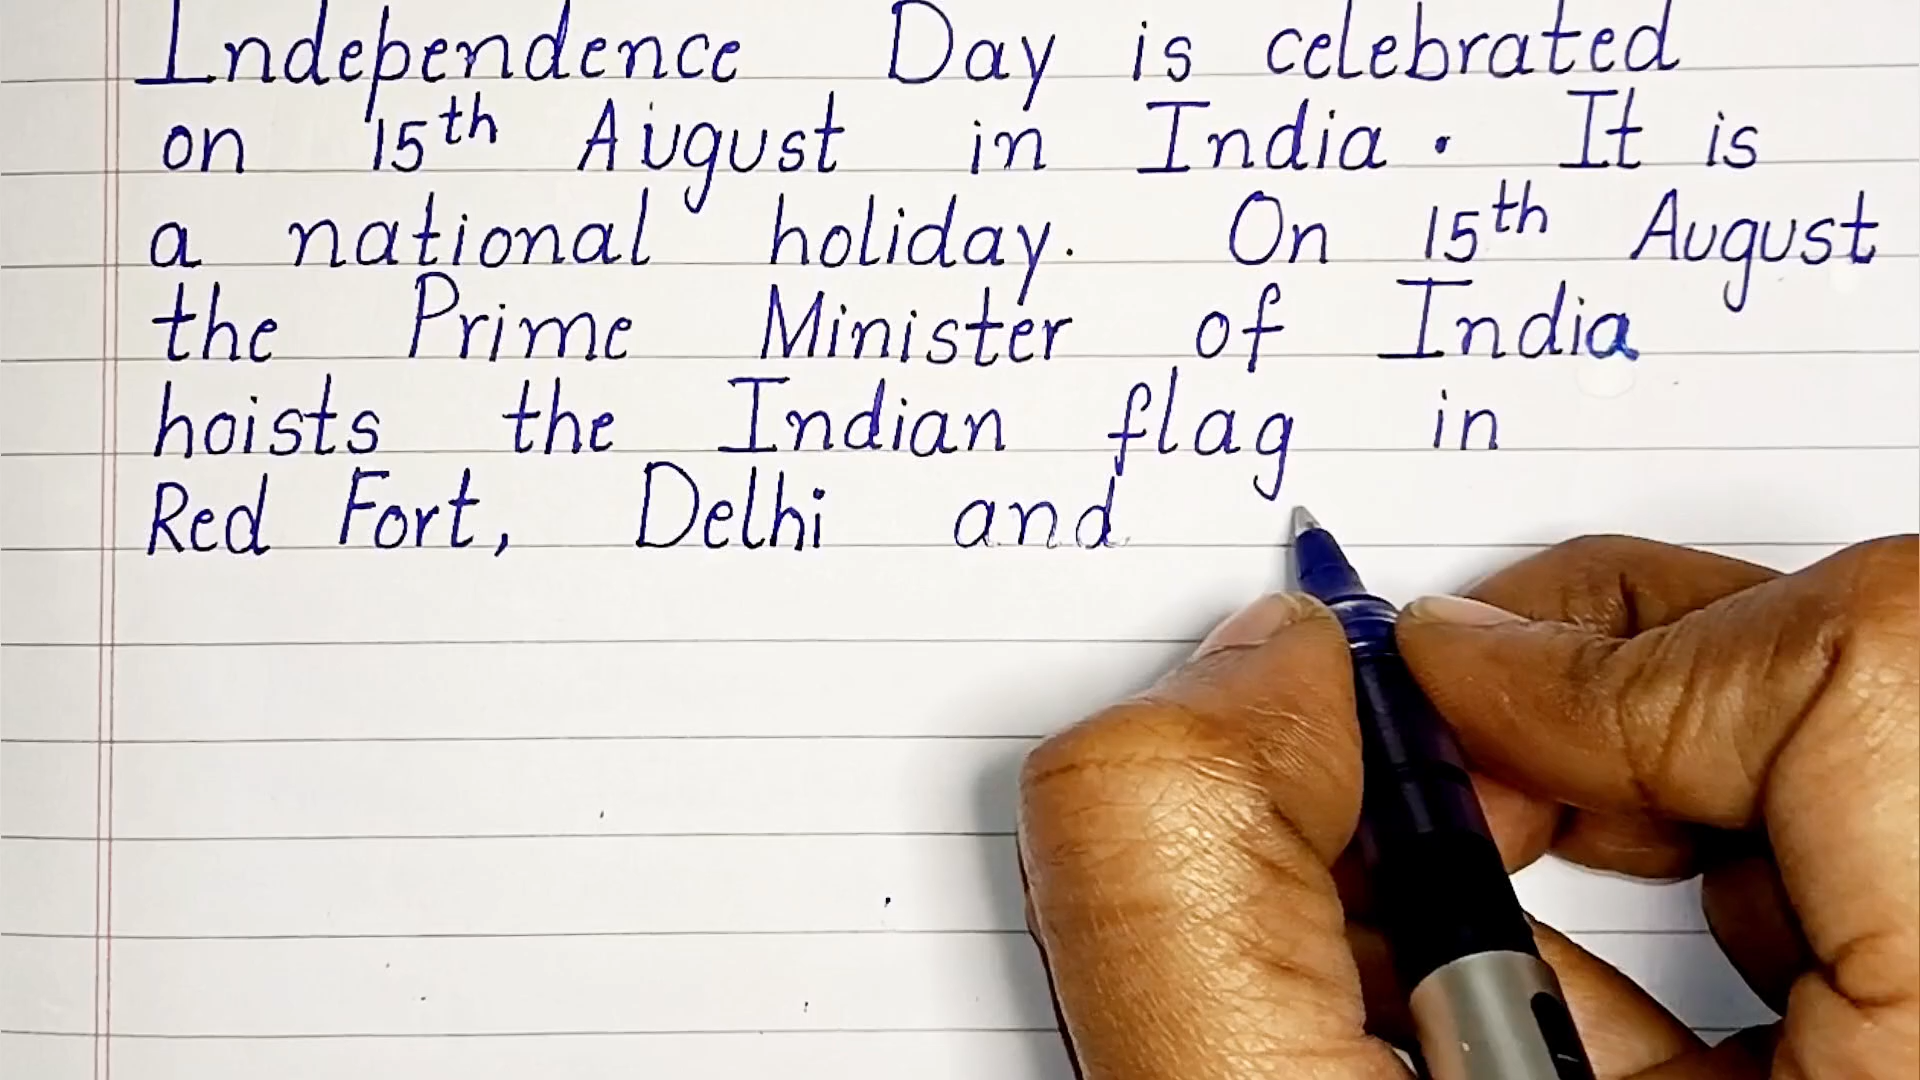 Independence Day is celebrated
on 15th August in India. It is
a national holiday. On 15th August
the Prime Minister of India
hoists the Indian flag in
Red Fort, Delhi and